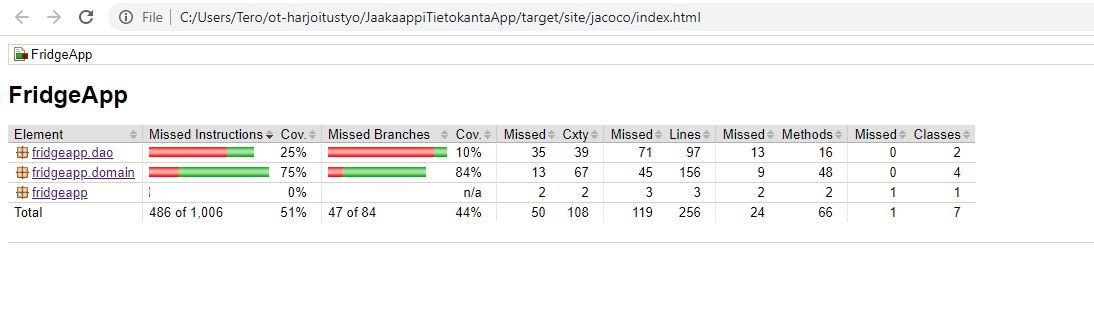 File C:/Users/Tero/ot-harjoitustyo/JaakaappiTietokantaApp/target/site/jacoco/index.html
FridgeApp
FridgeApp
Element Missed Instructions Cov. Missed Branches Cov. Missed Cxty Missed Lines Missed Methods Missed Classes
fridgeapp.dao 25% 10% 35 39 71 97 13 16 0 2
fridgeapp.domain 75% 84% 13 67 45 156 9 48 0 4
fridgeapp 0% n/a 2 2 3 3 2 2 1 1
Total 486 of 1,006 51% 47 of 84 44% 50 108 119 256 24 66 1 7